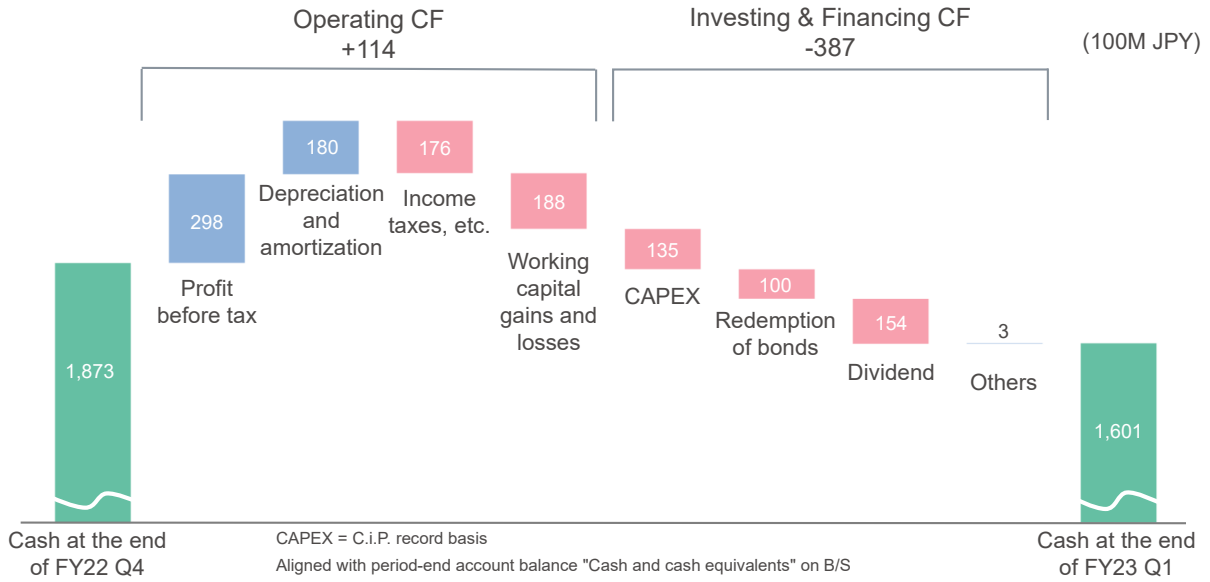 Operating CF
+114
Investing & Financing CF
-387
(100M JPY)
1,873
298
Profit
before tax
180
Depreciation
and
amortization
176
Income
taxes, etc.
188
Working
capital
gains and
losses
135
CAPEX
100
Redemption
of bonds
154
Dividend
3
Others
1,601
Cash at the end
of FY22 Q4
CAPEX = C.i.P. record basis
Aligned with period-end account balance "Cash and cash equivalents" on B/S
Cash at the end
of FY23 Q1